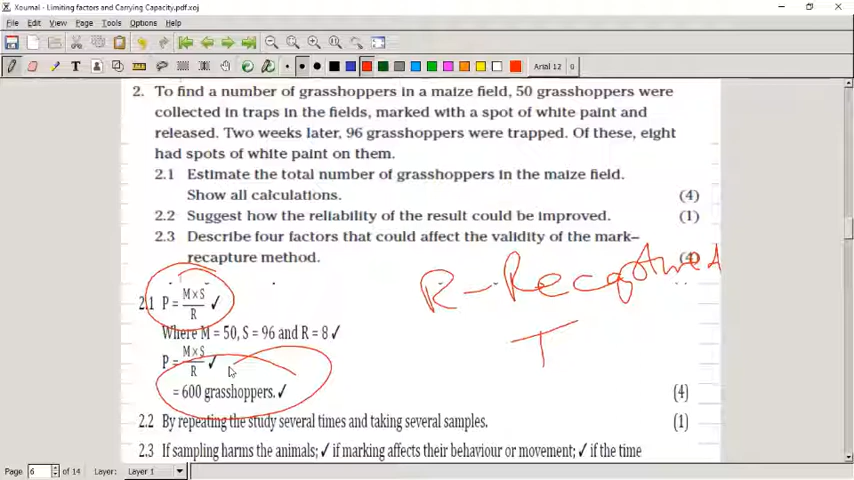 Xournal - Limiting factors and Carrying Capacity.pdf.xoj
File Edit View Page Tools Options Help
Arial 12
2. To find a number of grasshoppers in a maize field, 50 grasshoppers were
collected in traps in the fields, marked with a spot of white paint and
released. Two weeks later, 96 grasshoppers were trapped. Of these, eight
had spots of white paint on them.
2.1 Estimate the total number of grasshoppers in the maize field.
Show all calculations. (4)
2.2 Suggest how the reliability of the result could be improved. (1)
2.3 Describe four factors that could affect the validity of the mark–
recapture method. (4)
R - Recaptured
2.1 P = M×S/R ✓
T
Where M = 50, S = 96 and R = 8 ✓
P = M×S/R ✓
= 600 grasshoppers. ✓ (4)
2.2 By repeating the study several times and taking several samples. (1)
2.3 If sampling harms the animals; ✓ if marking affects their behaviour or movement; ✓ if the time
Page 6 of 14 Layer: Layer 1